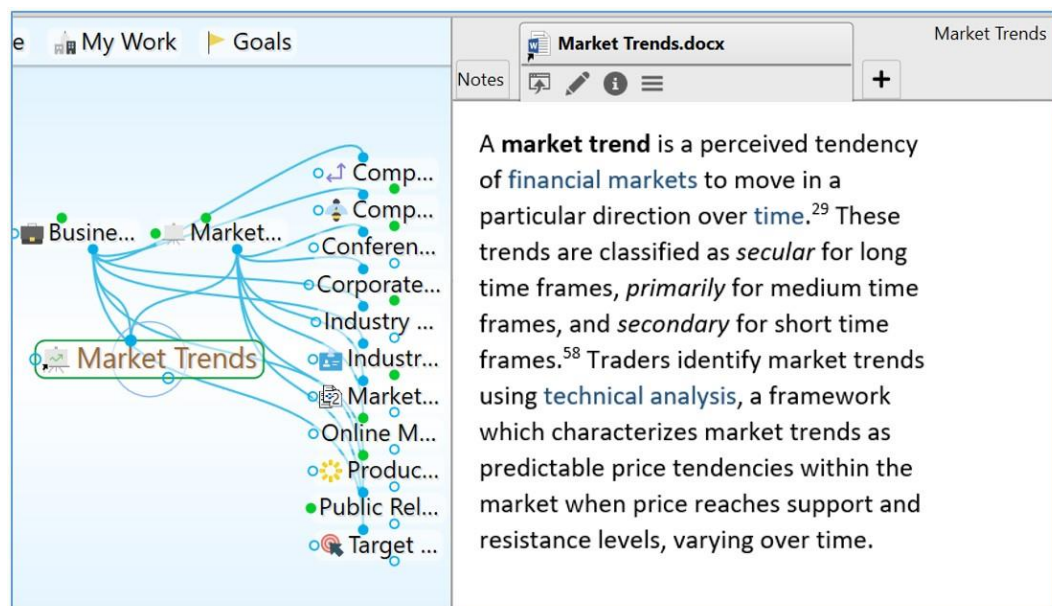 e My Work Goals
Busine... Market...
Market Trends
Comp...
Comp...
Conferen...
Corporate...
Industry ...
Industr...
Market...
Online M...
Produc...
Public Rel...
Target ...
Market Trends.docx
Market Trends
Notes
A market trend is a perceived tendency
of financial markets to move in a
particular direction over time.29 These
trends are classified as secular for long
time frames, primarily for medium time
frames, and secondary for short time
frames.58 Traders identify market trends
using technical analysis, a framework
which characterizes market trends as
predictable price tendencies within the
market when price reaches support and
resistance levels, varying over time.